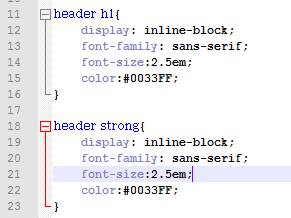 11 header h1{
12 display: inline-block;
13 font-family: sans-serif;
14 font-size:2.5em;
15 color:#0033FF;
16 }
17
18 header strong{
19 display: inline-block;
20 font-family: sans-serif;
21 font-size:2.5em;
22 color:#0033FF;
23 }